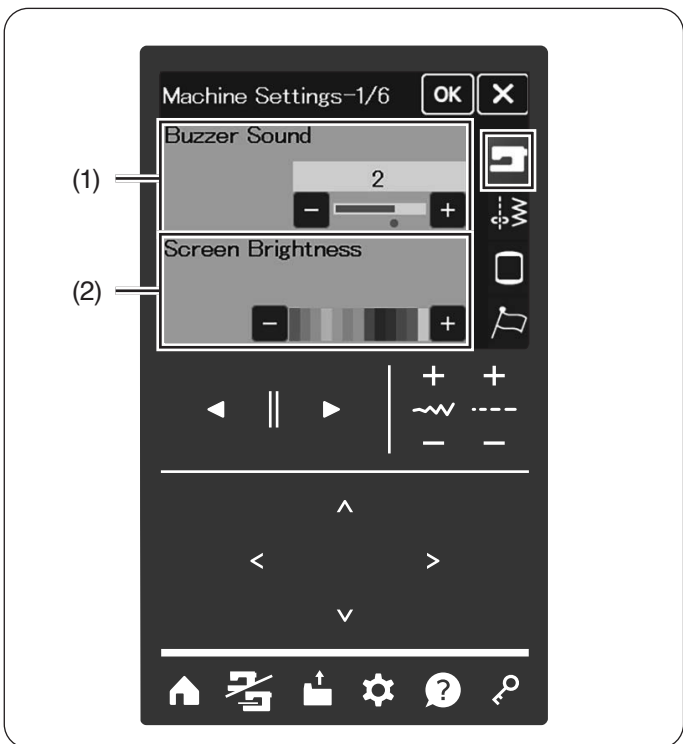 Machine Settings-1/6 OK X
Buzzer Sound
(1)
2
- +
Screen Brightness
(2)
- +
+ +
- -
?